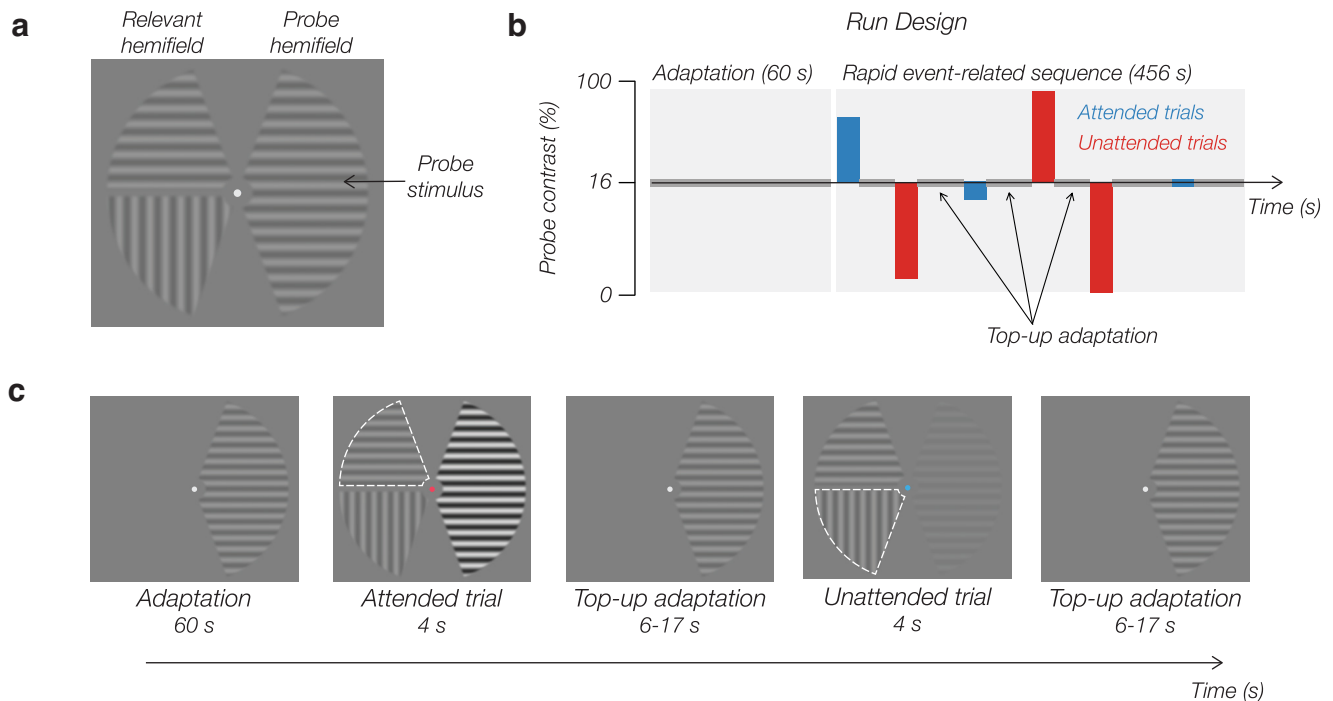 a
Relevant
hemifield
Probe
hemifield
Probe
stimulus
b
Run Design
Adaptation (60 s)
Rapid event-related sequence (456 s)
Attended trials
Unattended trials
Probe contrast (%)
100
16
0
Time (s)
Top-up adaptation
c
Adaptation
60 s
Attended trial
4 s
Top-up adaptation
6-17 s
Unattended trial
4 s
Top-up adaptation
6-17 s
Time (s)